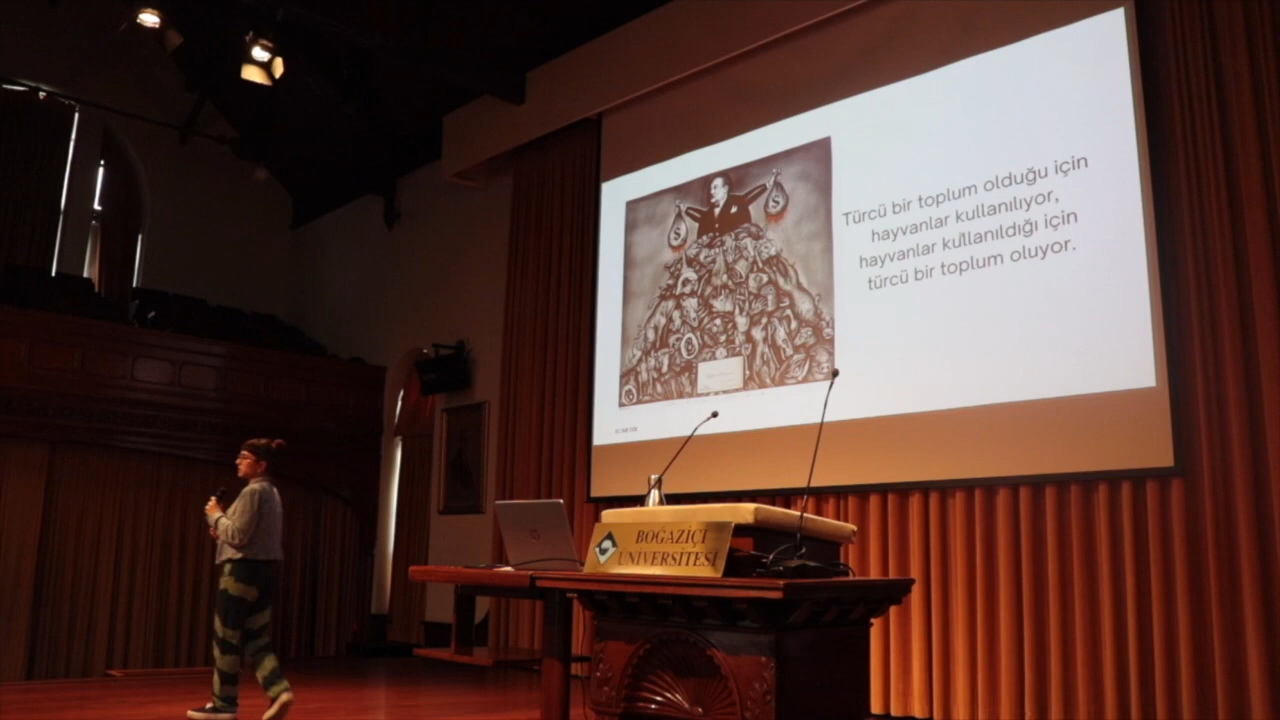 Türcü bir toplum olduğu için
hayvanlar kullanılıyor,
hayvanlar kullanıldığı için
türcü bir toplum oluyor.
$
$
BOĞAZİÇİ
ÜNİVERSİTESİ